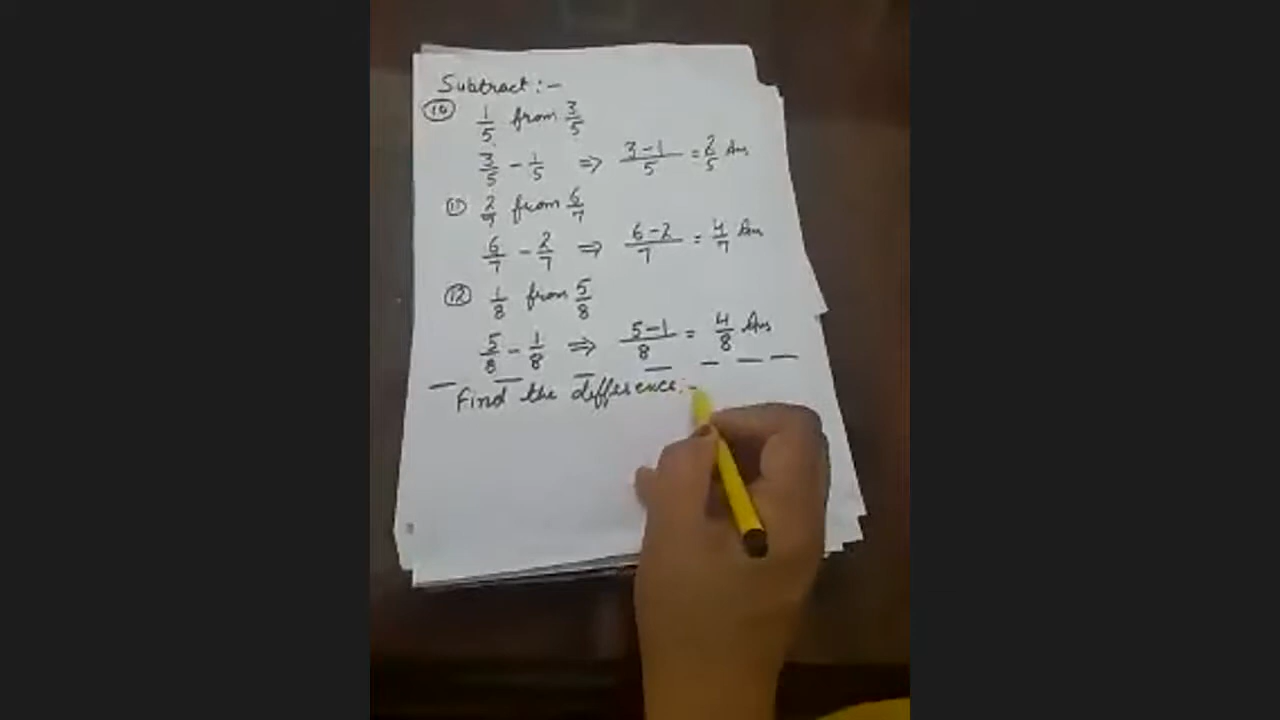 Subtract :-
(10) 1/5 from 3/5
3/5 - 1/5 ⇒ 3-1/5 = 2/5 Ans
(11) 2/7 from 6/7
6/7 - 2/7 ⇒ 6-2/7 = 4/7 Ans
(12) 1/8 from 5/8
5/8 - 1/8 ⇒ 5-1/8 = 4/8 Ans
Find the difference:-